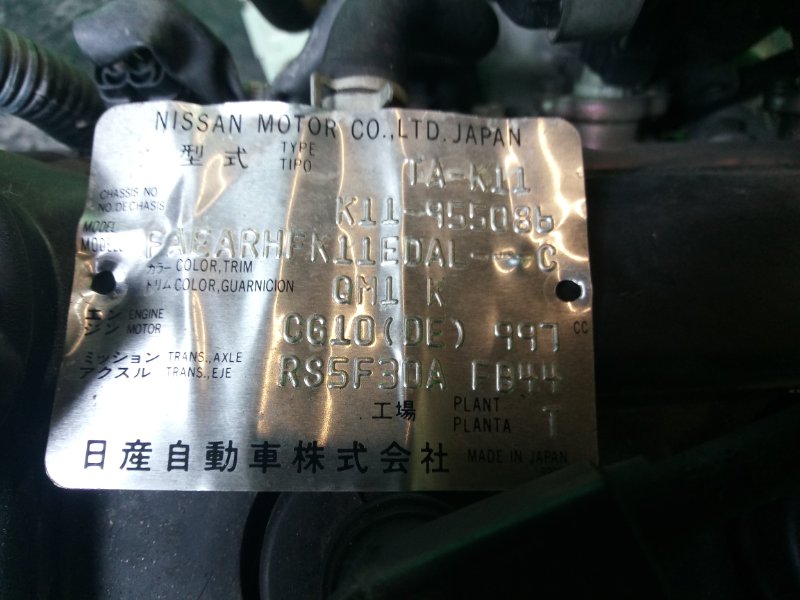 NISSAN MOTOR CO.,LTD. JAPAN
型式 TYPE TIPO TA-K11
CHASSIS NO
NO.DE CHASIS K11-955086
MODEL
MODELO FAEARHFK11EDAL---C
カラー COLOR,TRIM
トリム COLOR,GUARNICION QM1 K
エン ENGINE
ジン MOTOR CG10(DE) 997 CC
ミッション TRANS.,AXLE
アクスル TRANS.,EJE RS5F30A FB44
工場 PLANT
PLANTA T
日産自動車株式会社 MADE IN JAPAN